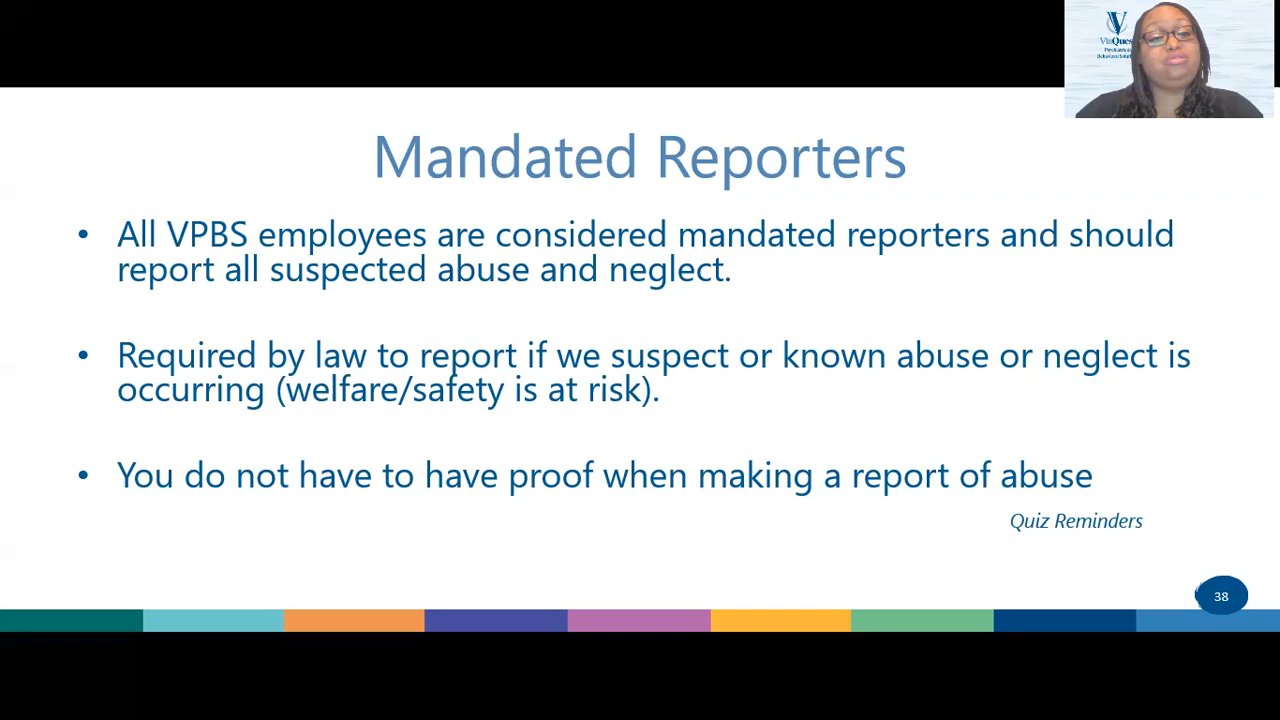 Mandated Reporters
• All VPBS employees are considered mandated reporters and should
report all suspected abuse and neglect.
• Required by law to report if we suspect or known abuse or neglect is
occurring (welfare/safety is at risk).
• You do not have to have proof when making a report of abuse
Quiz Reminders
38